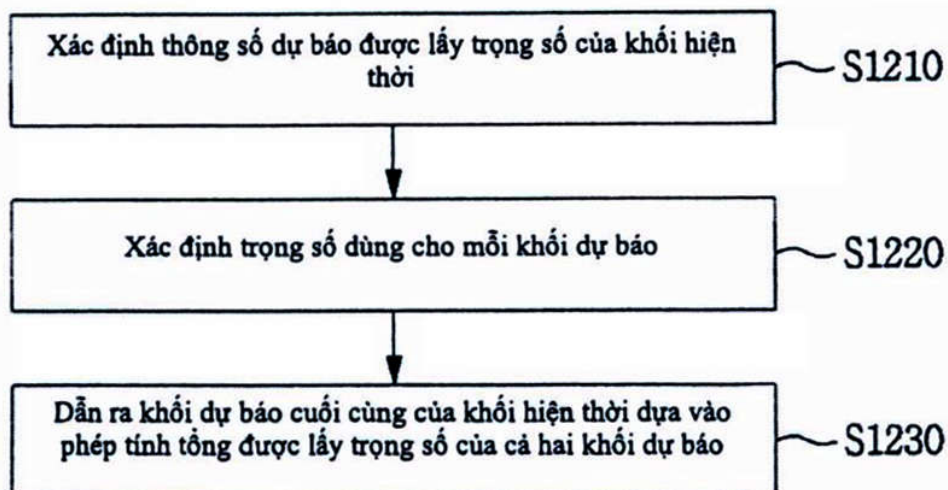 Xác định thông số dự báo được lấy trọng số của khối hiện
thời
S1210
Xác định trọng số dùng cho mỗi khối dự báo
S1220
Dẫn ra khối dự báo cuối cùng của khối hiện thời dựa vào
phép tính tổng được lấy trọng số của cả hai khối dự báo
S1230